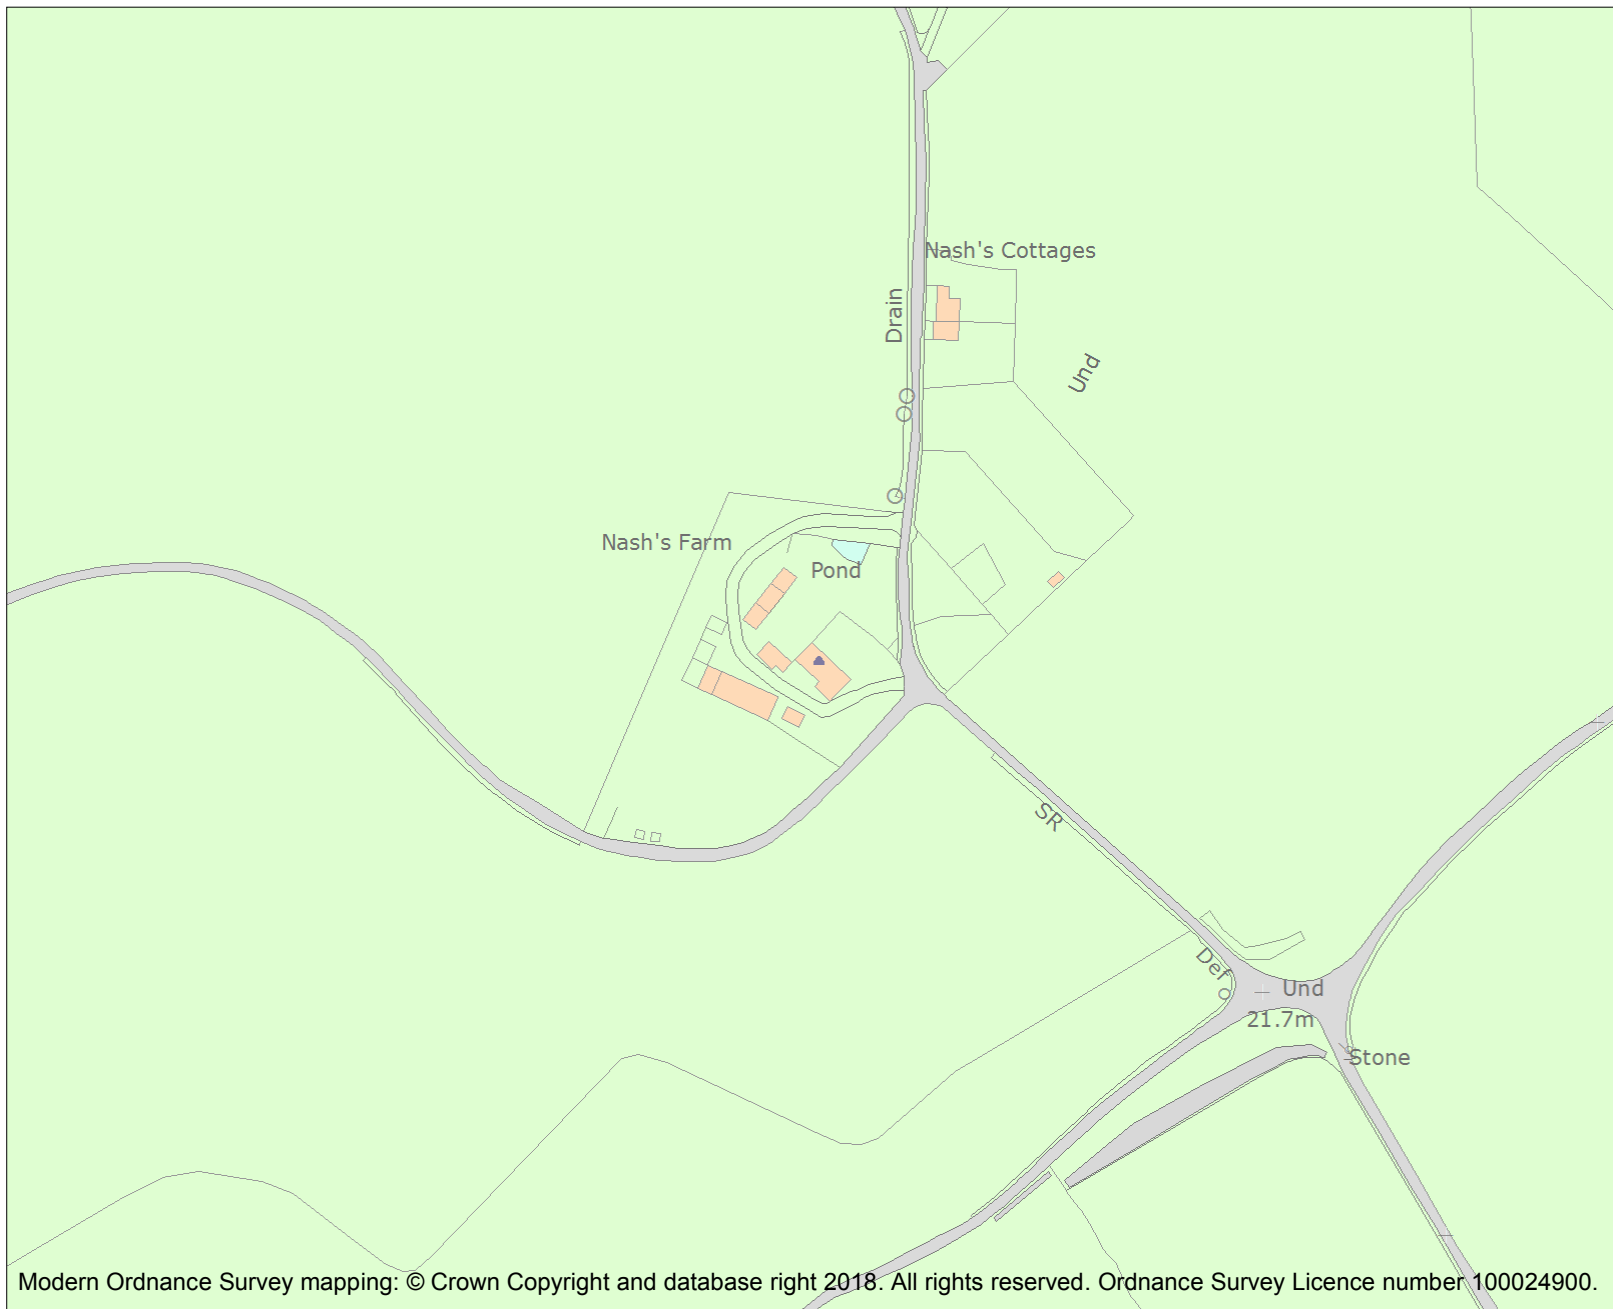 Nash's Cottages
Drain
Und
Nash's Farm
Pond
SR
Def
Und
21.7m
Stone
Modern Ordnance Survey mapping: © Crown Copyright and database right 2018. All rights reserved. Ordnance Survey Licence number 100024900.